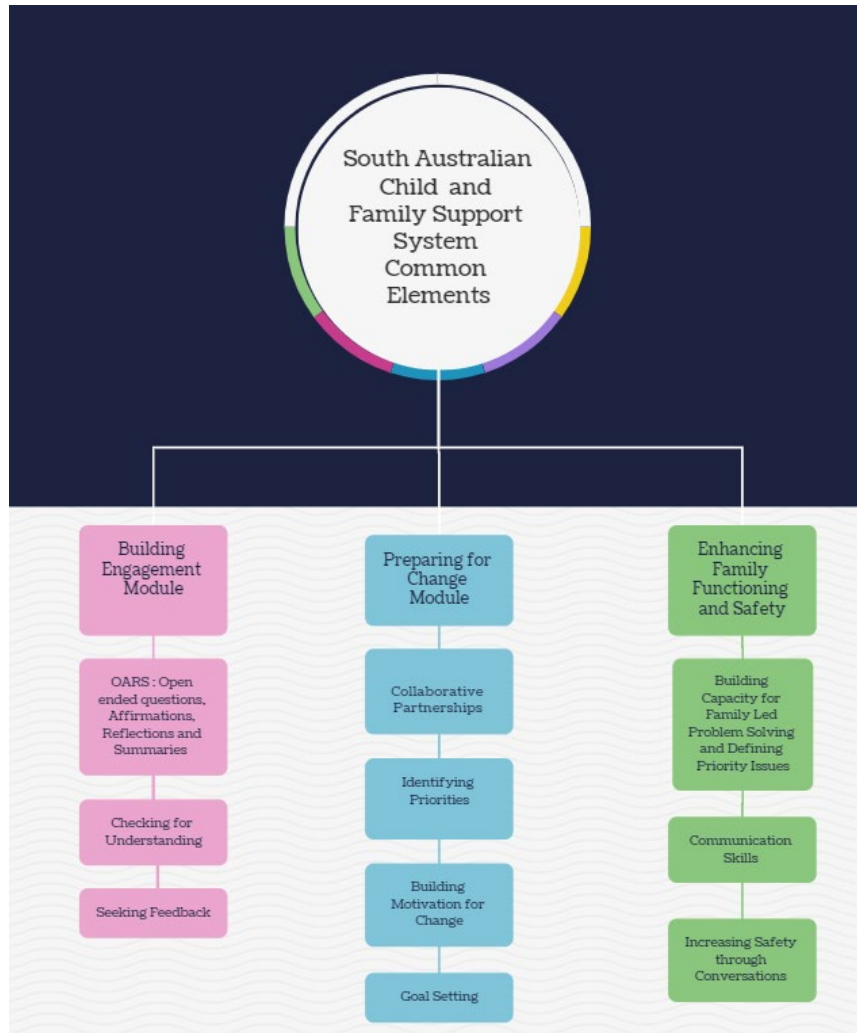 South Australian
Child and
Family Support
System
Common
Elements
Building
Engagement
Module
OARS : Open
ended questions,
Affirmations,
Reflections and
Summaries
Checking for
Understanding
Seeking Feedback
Preparing for
Change
Module
Collaborative
Partnerships
Identifying
Priorities
Building
Motivation for
Change
Goal Setting
Enhancing
Family
Functioning
and Safety
Building
Capacity for
Family Led
Problem Solving
and Defining
Priority Issues
Communication
Skills
Increasing Safety
through
Conversations